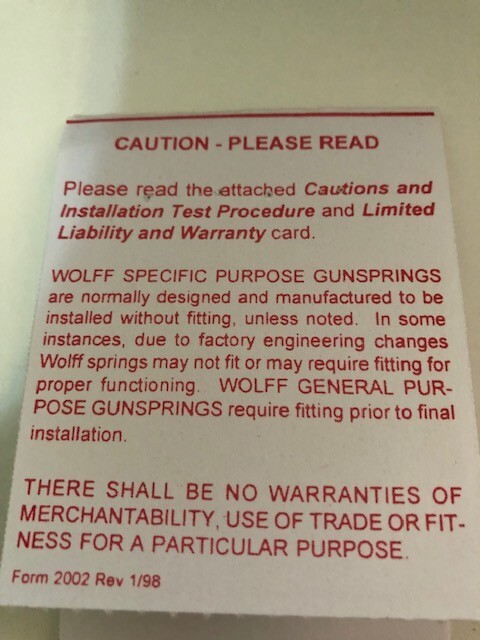 CAUTION - PLEASE READ
Please read the attached Cautions and
Installation Test Procedure and Limited
Liability and Warranty card.
WOLFF SPECIFIC PURPOSE GUNSPRINGS
are normally designed and manufactured to be
installed without fitting, unless noted. In some
instances, due to factory engineering changes
Wolff springs may not fit or may require fitting for
proper functioning. WOLFF GENERAL PUR-
POSE GUNSPRINGS require fitting prior to final
installation.
THERE SHALL BE NO WARRANTIES OF
MERCHANTABILITY, USE OF TRADE OR FIT-
NESS FOR A PARTICULAR PURPOSE.
Form 2002 Rev 1/98